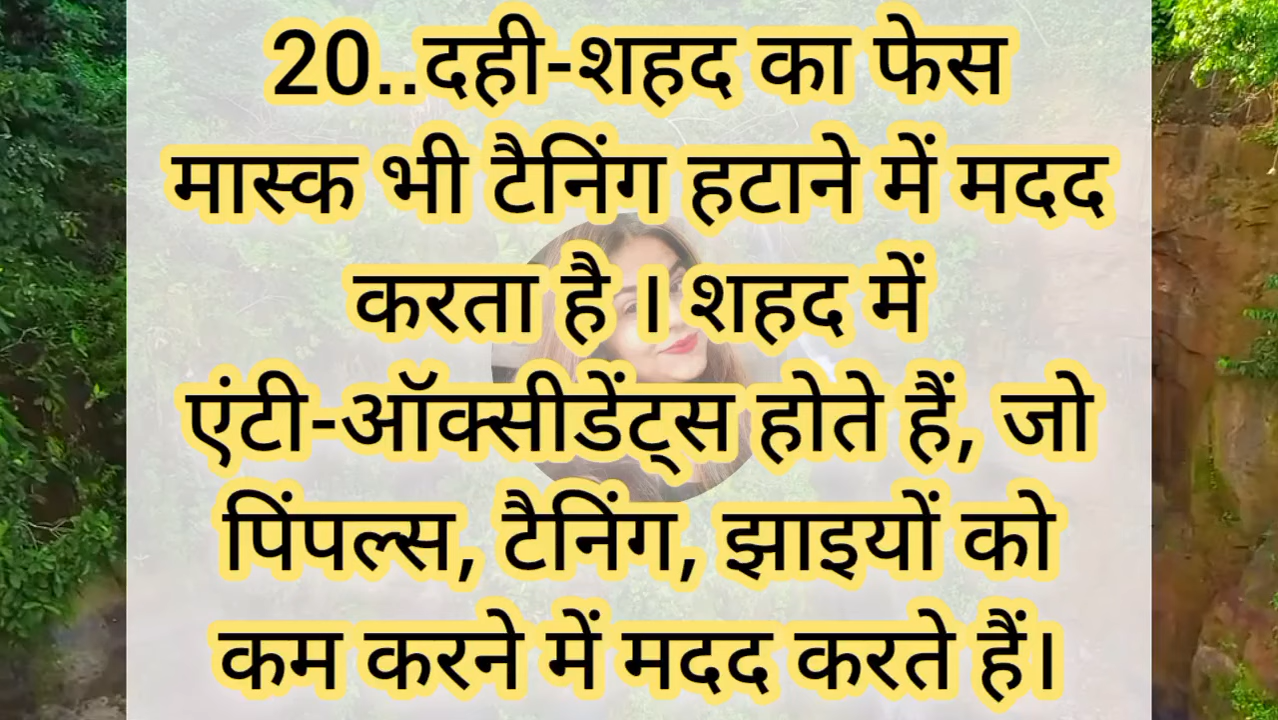 20..दही-शहद का फेस
मास्क भी टैनिंग हटाने में मदद
करता है । शहद में
एंटी-ऑक्सीडेंट्स होते हैं, जो
पिंपल्स, टैनिंग, झाइयों को
कम करने में मदद करते हैं।